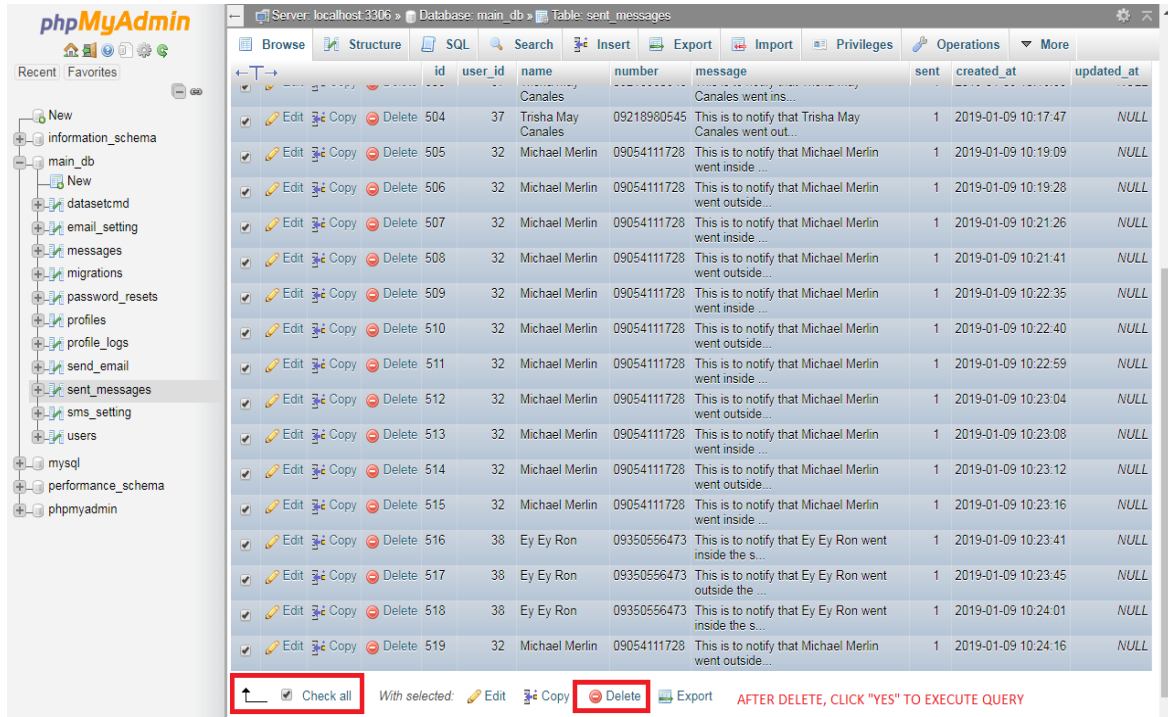 phpMyAdmin
Recent Favorites
New
information_schema
main_db
New
datasetcmd
email_setting
messages
migrations
password_resets
profiles
profile_logs
send_email
sent_messages
sms_setting
users
mysql
performance_schema
phpmyadmin
Server: localhost:3306 » Database: main_db » Table: sent_messages
Browse Structure SQL Search Insert Export Import Privileges Operations More
id user_id name number message sent created_at updated_at
Canales Canales went ins...
Edit Copy Delete 504 37 Trisha May 09218980545 This is to notify that Trisha May 1 2019-01-09 10:17:47 NULL
Canales Canales went out...
Edit Copy Delete 505 32 Michael Merlin 09054111728 This is to notify that Michael Merlin 1 2019-01-09 10:19:09 NULL
went inside ...
Edit Copy Delete 506 32 Michael Merlin 09054111728 This is to notify that Michael Merlin 1 2019-01-09 10:19:28 NULL
went outside...
Edit Copy Delete 507 32 Michael Merlin 09054111728 This is to notify that Michael Merlin 1 2019-01-09 10:21:26 NULL
went inside ...
Edit Copy Delete 508 32 Michael Merlin 09054111728 This is to notify that Michael Merlin 1 2019-01-09 10:21:41 NULL
went outside...
Edit Copy Delete 509 32 Michael Merlin 09054111728 This is to notify that Michael Merlin 1 2019-01-09 10:22:35 NULL
went inside ...
Edit Copy Delete 510 32 Michael Merlin 09054111728 This is to notify that Michael Merlin 1 2019-01-09 10:22:40 NULL
went outside...
Edit Copy Delete 511 32 Michael Merlin 09054111728 This is to notify that Michael Merlin 1 2019-01-09 10:22:59 NULL
went inside ...
Edit Copy Delete 512 32 Michael Merlin 09054111728 This is to notify that Michael Merlin 1 2019-01-09 10:23:04 NULL
went outside...
Edit Copy Delete 513 32 Michael Merlin 09054111728 This is to notify that Michael Merlin 1 2019-01-09 10:23:08 NULL
went inside ...
Edit Copy Delete 514 32 Michael Merlin 09054111728 This is to notify that Michael Merlin 1 2019-01-09 10:23:12 NULL
went outside...
Edit Copy Delete 515 32 Michael Merlin 09054111728 This is to notify that Michael Merlin 1 2019-01-09 10:23:16 NULL
went inside ...
Edit Copy Delete 516 38 Ey Ey Ron 09350556473 This is to notify that Ey Ey Ron went 1 2019-01-09 10:23:41 NULL
inside the s...
Edit Copy Delete 517 38 Ey Ey Ron 09350556473 This is to notify that Ey Ey Ron went 1 2019-01-09 10:23:45 NULL
outside the ...
Edit Copy Delete 518 38 Ey Ey Ron 09350556473 This is to notify that Ey Ey Ron went 1 2019-01-09 10:24:01 NULL
inside the s...
Edit Copy Delete 519 32 Michael Merlin 09054111728 This is to notify that Michael Merlin 1 2019-01-09 10:24:16 NULL
went outside...
Check all With selected: Edit Copy Delete Export AFTER DELETE, CLICK "YES" TO EXECUTE QUERY